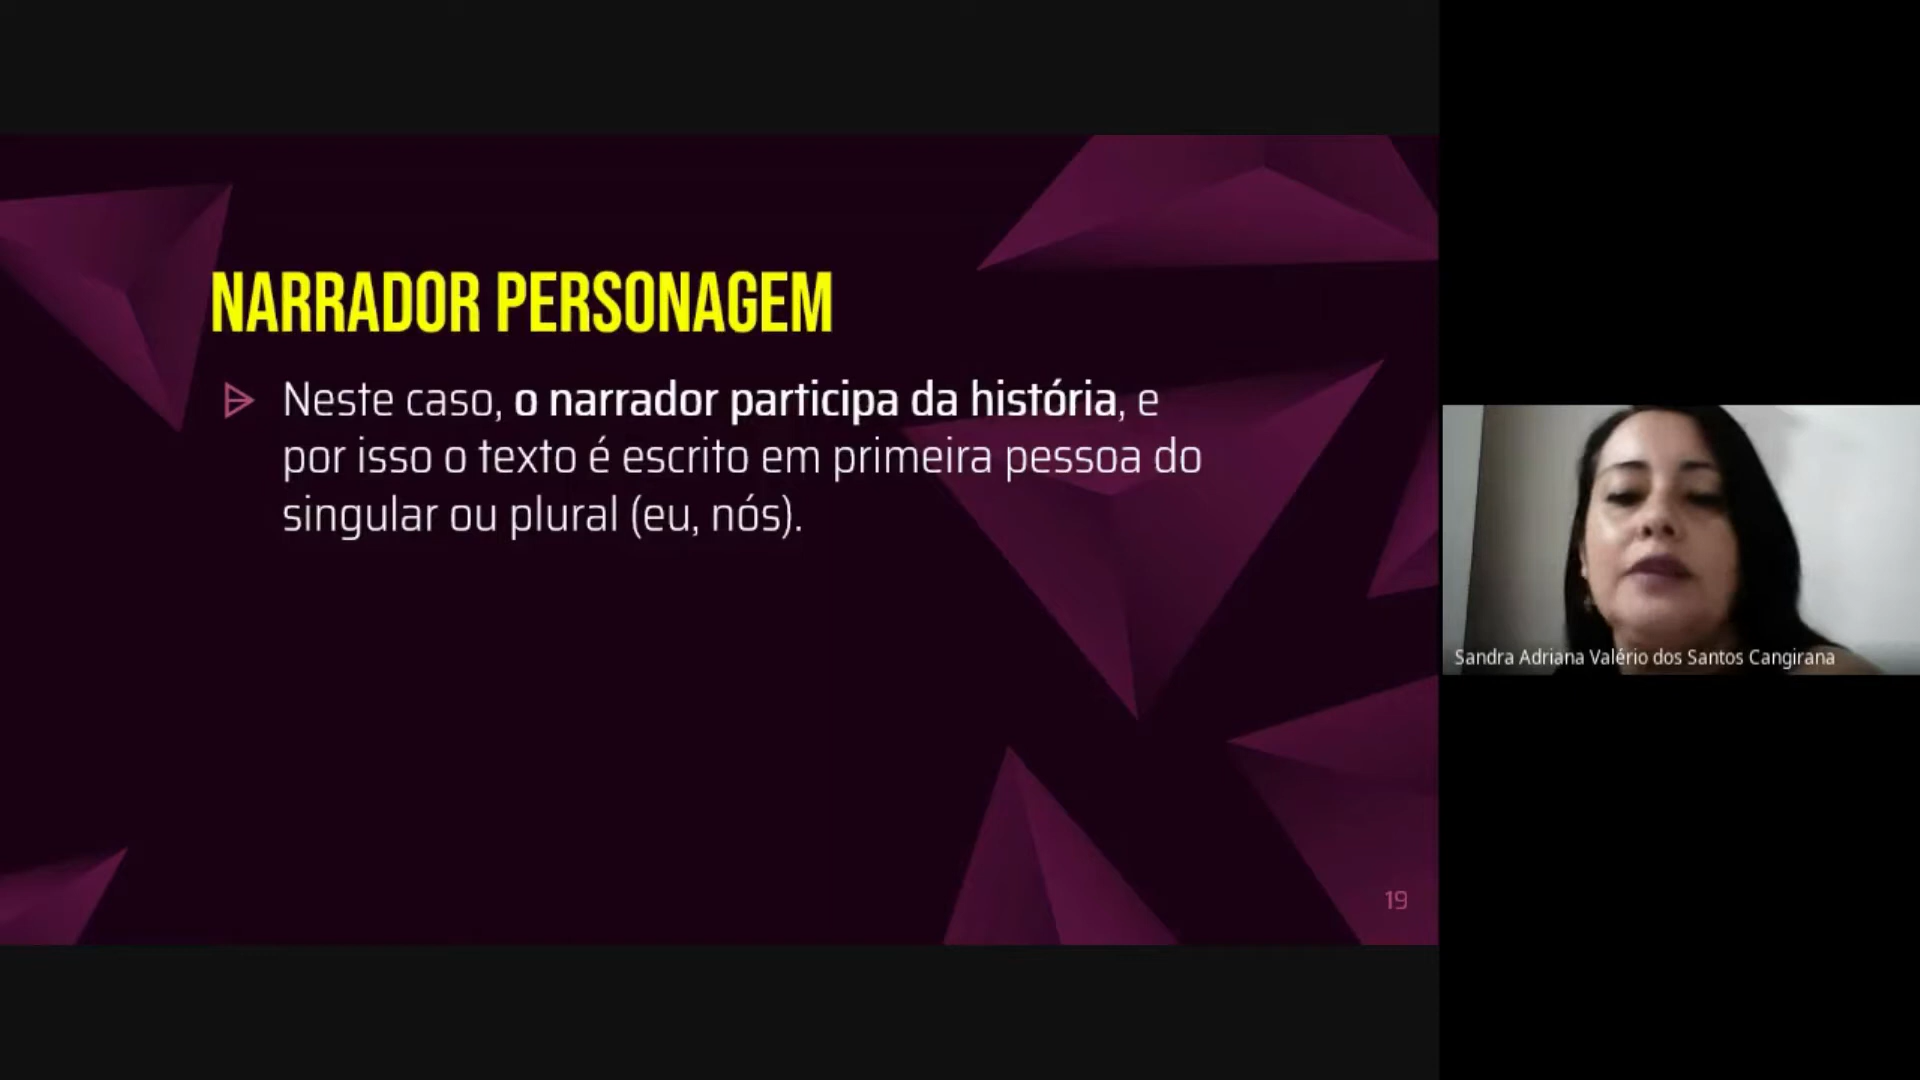 NARRADOR PERSONAGEM
Neste caso, o narrador participa da história, e
por isso o texto é escrito em primeira pessoa do
singular ou plural (eu, nós).
19
Sandra Adriana Valério dos Santos Cangirana